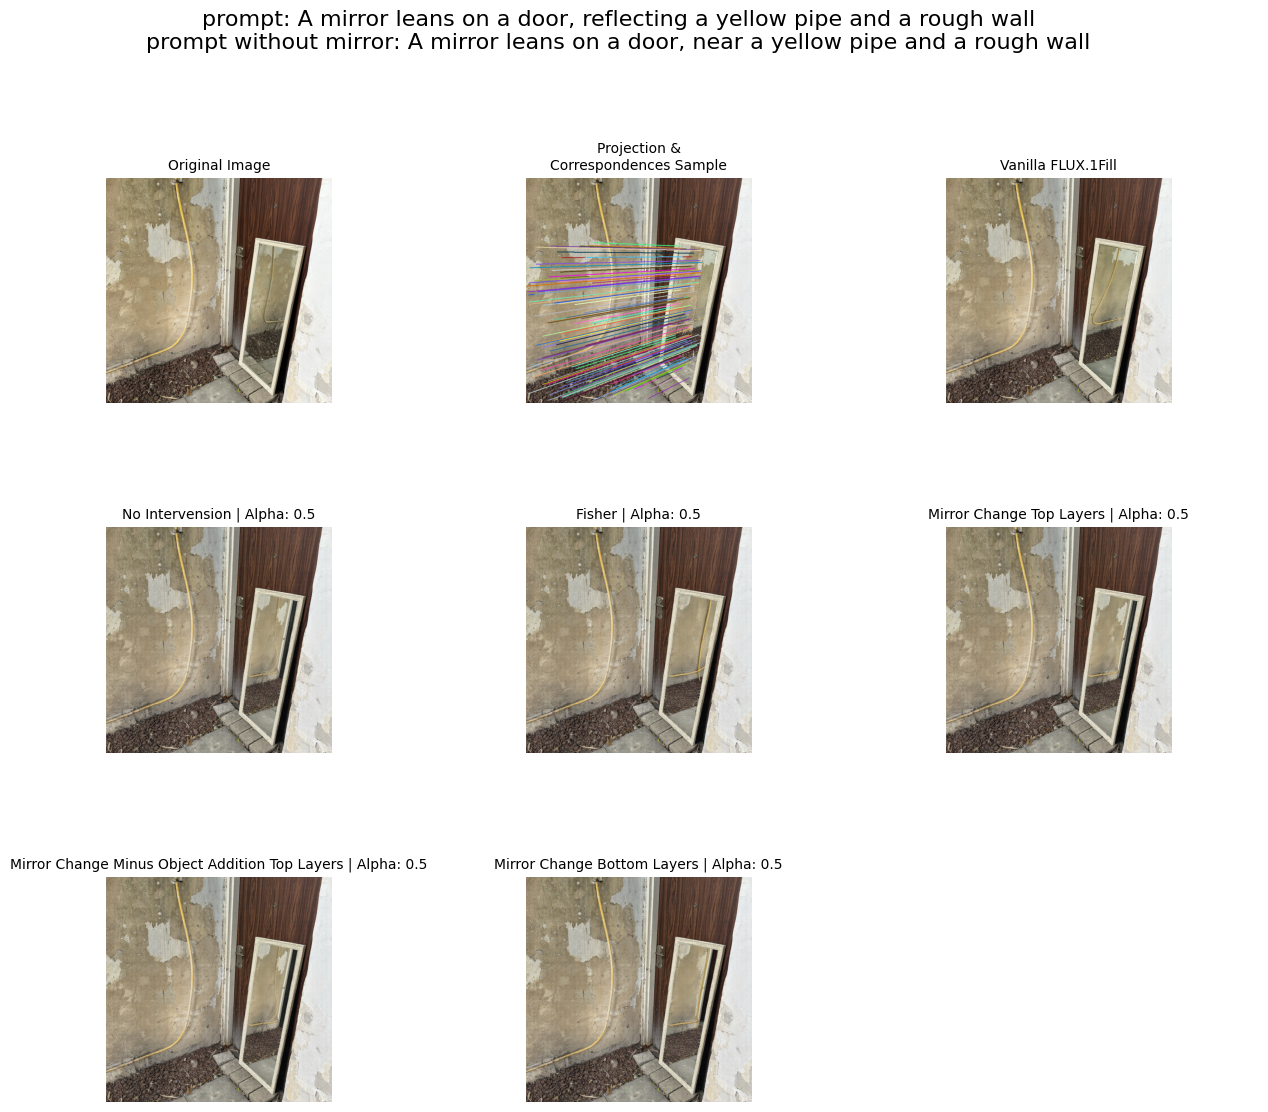 prompt: A mirror leans on a door, reflecting a yellow pipe and a rough wall
prompt without mirror: A mirror leans on a door, near a yellow pipe and a rough wall
Original Image
Projection &
Correspondences Sample
Vanilla FLUX.1Fill
No Intervension | Alpha: 0.5
Fisher | Alpha: 0.5
Mirror Change Top Layers | Alpha: 0.5
Mirror Change Minus Object Addition Top Layers | Alpha: 0.5
Mirror Change Bottom Layers | Alpha: 0.5